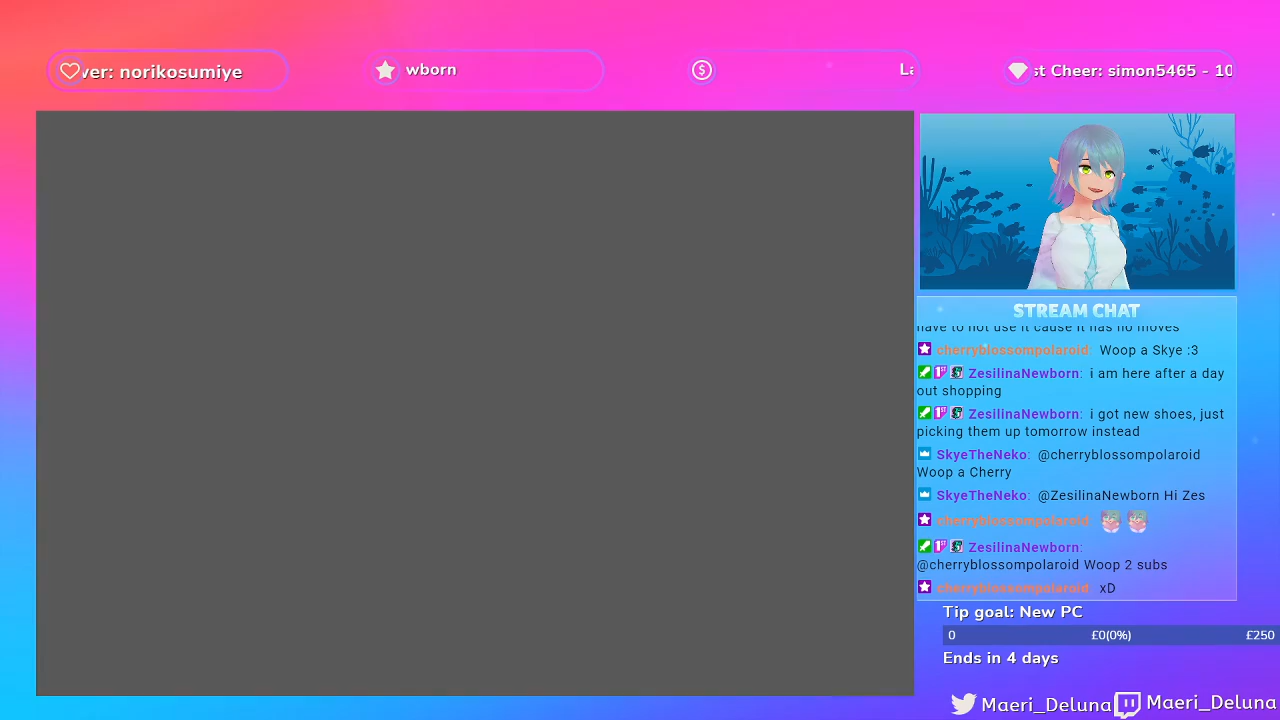 ver: norikosumiye
wborn
st Cheer: simon5465 - 10
STREAM CHAT
have to not use it cause it has no moves
cherryblossompolaroid: Woop a Skye :3
ZesilinaNewborn: i am here after a day
out shopping
ZesilinaNewborn: i got new shoes, just
picking them up tomorrow instead
SkyeTheNeko: @cherryblossompolaroid
Woop a Cherry
SkyeTheNeko: @ZesilinaNewborn Hi Zes
cherryblossompolaroid:
ZesilinaNewborn:
@cherryblossompolaroid Woop 2 subs
cherryblossompolaroid: xD
Tip goal: New PC
0 £0(0%) £250
Ends in 4 days
Maeri_Deluna Maeri_Deluna